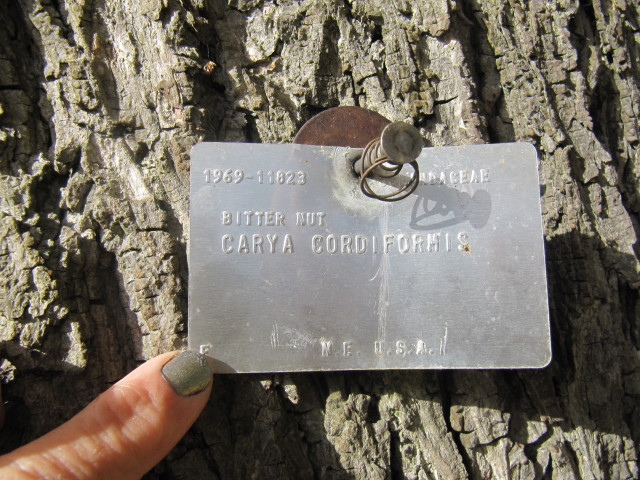 1969-11823
BITTER NUT
CARYA CORDIFORMIS
N.E. U.S.A.